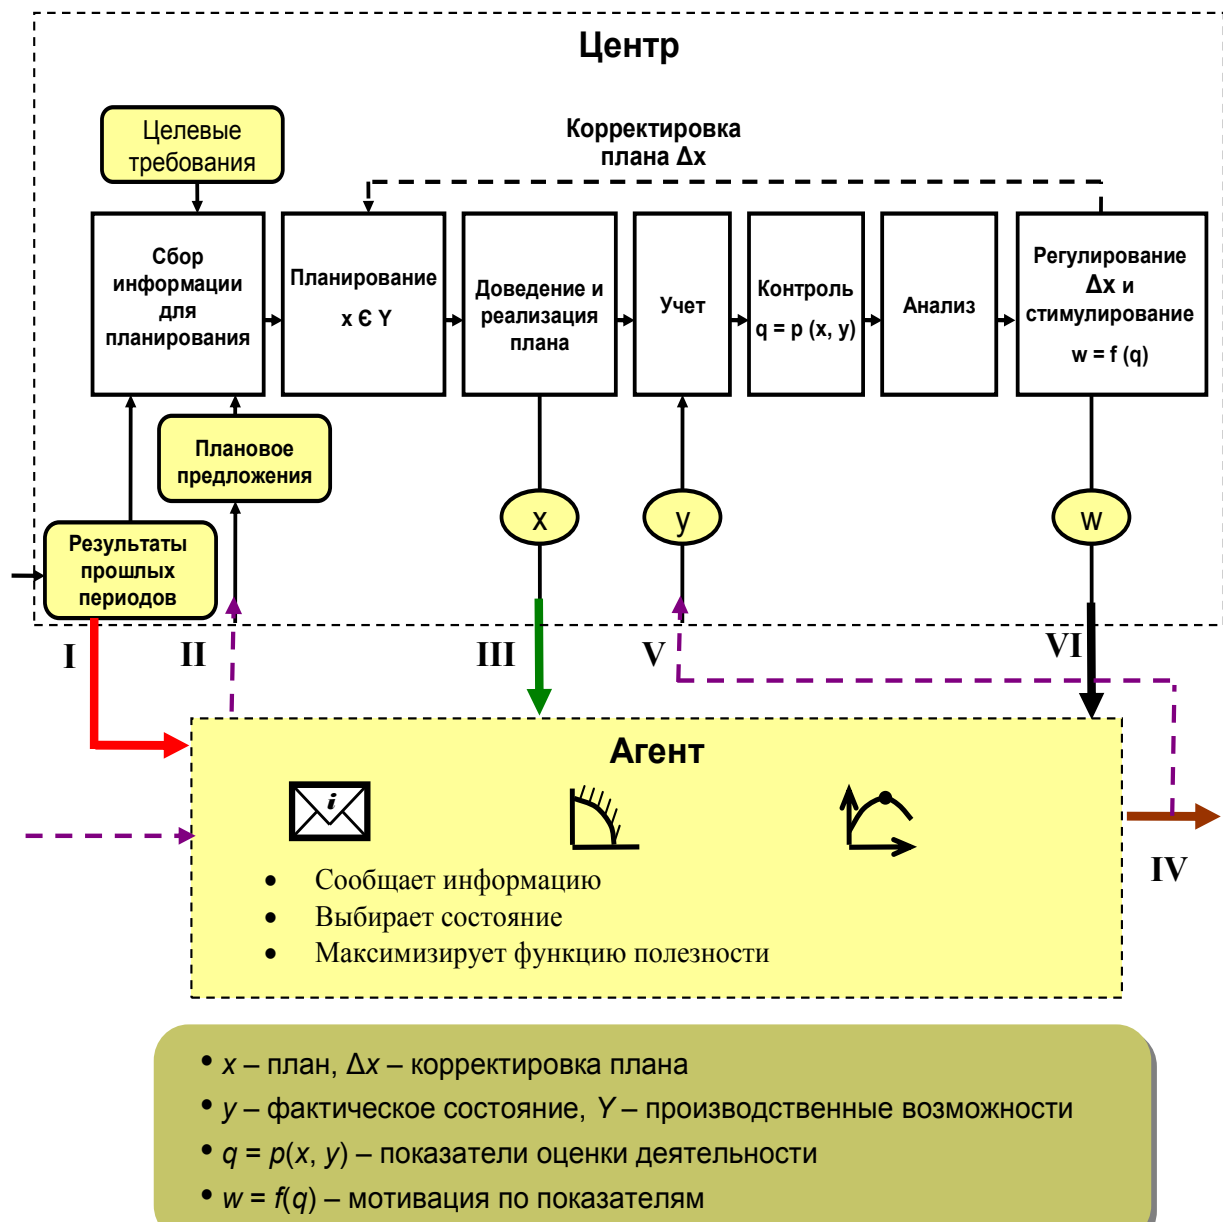 Центр
Целевые
требования
Корректировка
плана Δx
Сбор
информации
для
планирования
Планирование
x Є Y
Доведение и
реализация
плана
Учет
Контроль
q = p (x, y)
Анализ
Регулирование
Δx и
стимулирование
w = f (q)
Плановое
предложения
Результаты
прошлых
периодов
x
y
w
I
II
III
V
VI
Агент
i
IV
• Сообщает информацию
• Выбирает состояние
• Максимизирует функцию полезности
• x – план, Δx – корректировка плана
• y – фактическое состояние, Y – производственные возможности
• q = p(x, y) – показатели оценки деятельности
• w = f(q) – мотивация по показателям